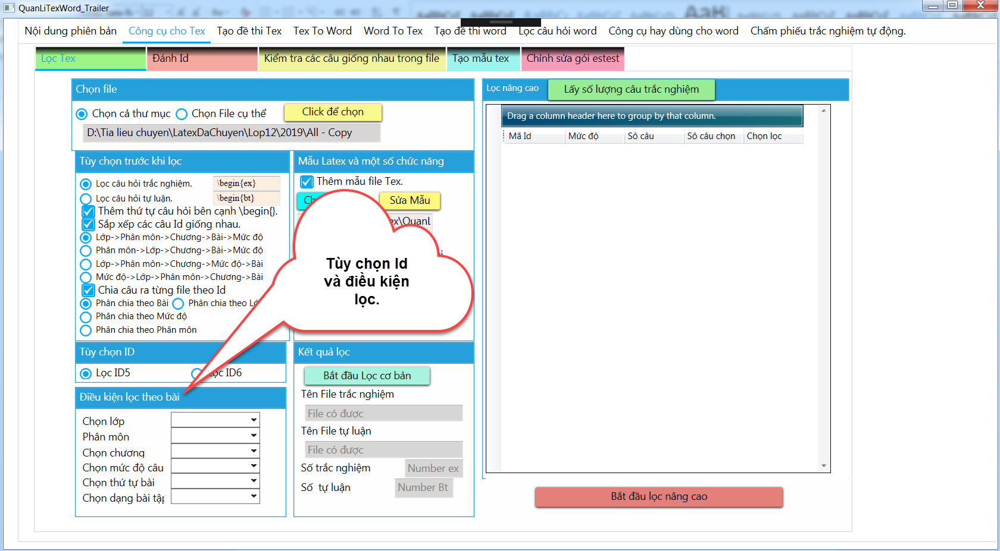 QuanLiTexWord_Trailer
Nội dung phiên bản Công cụ cho Tex Tạo đề thi Tex Tex To Word Word To Tex Tạo đề thi word Lọc câu hỏi word Công cụ hay dùng cho word Chấm phiếu trắc nghiệm tự động.
Lọc Tex Đánh Id Kiểm tra các câu giống nhau trong file Tạo mẫu tex Chỉnh sửa gói estest
Chọn file
Chọn cả thư mục Chọn File cụ thể Click để chọn
D:\Tia lieu chuyen\LatexDaChuyen\Lop12\2019\All - Copy
Tùy chọn trước khi lọc
Lọc câu hỏi trắc nghiệm. \begin{ex}
Lọc câu hỏi tự luận. \begin{bt}
Thêm thứ tự câu hỏi bên cạnh \begin{}.
Sắp xếp các câu Id giống nhau.
Lớp->Phân môn->Chương->Bài->Mức độ
Phân môn->Lớp->Chương->Bài->Mức độ
Lớp->Phân môn->Chương->Mức độ->Bài
Mức độ->Lớp->Phân môn->Chương->Bài
Chia câu ra từng file theo Id
Phân chia theo Bài Phân chia theo
Phân chia theo Mức độ
Phân chia theo Phân môn
Mẫu Latex và một số chức năng
Thêm mẫu file Tex.
Sửa Mẫu
ex\QuanL
Tùy chọn Id
và điều kiện
lọc.
Tùy chọn ID
Lọc ID5 Lọc ID6
Điều kiện lọc theo bài
Chọn lớp
Phân môn
Chọn chương
Chọn mức độ câu
Chọn thứ tự bài
Chọn dạng bài tập
Kết quả lọc
Bắt đầu Lọc cơ bản
Tên File trắc nghiệm
File có được
Tên File tự luận
File có được
Số trắc nghiệm Number ex
Số tự luận Number Bt
Lọc nâng cao Lấy số lượng câu trắc nghiệm
Drag a column header here to group by that column.
Mã Id Mức độ Sô câu Sô câu chọn Chọn lọc
Bắt đầu lọc nâng cao